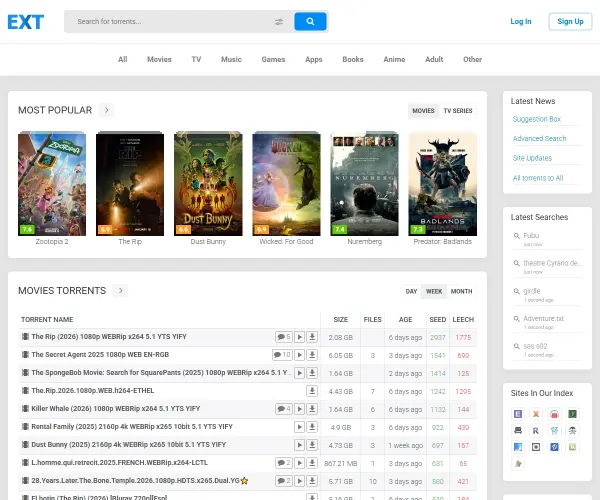 EXT
Search for torrents...
Log In
Sign Up
All Movies TV Music Games Apps Books Anime Adult Other
MOST POPULAR
MOVIES TV SERIES
ZOOTOPIA
THE RIP
DUST BUNNY
WICKED
NUREMBERG
BADLANDS
7.6
6.9
6.6
6.9
7.4
7.3
Zootopia 2
The Rip
Dust Bunny
Wicked: For Good
Nuremberg
Predator: Badlands
MOVIES TORRENTS
DAY WEEK MONTH
TORRENT NAME SIZE FILES AGE SEED LEECH
The Rip (2026) 1080p WEBRip x264 5.1 YTS YIFY 5 2.08 GB 6 days ago 2937 1775
The Secret Agent 2025 1080p WEB EN-RGB 10 6.05 GB 3 3 days ago 1541 699
The SpongeBob Movie: Search for SquarePants (2025) 1080p WEBRip x264 5.1 Y... 1.64 GB 2 days ago 1414 125
The.Rip.2026.1080p.WEB.h264-ETHEL 4.43 GB 7 6 days ago 1242 1295
Killer Whale (2026) 1080p WEBRip x264 5.1 YTS YIFY 4 1.64 GB 6 6 days ago 1132 144
Rental Family (2025) 2160p 4k WEBRip x265 10bit 5.1 YTS YIFY 4.9 GB 3 6 days ago 922 439
Dust Bunny (2025) 2160p 4k WEBRip x265 10bit 5.1 YTS YIFY 4.73 GB 3 1 week ago 697 187
L.homme.qui.retrecit.2025.FRENCH.WEBRip.x264-LCTL 2 867.21 MB 1 3 days ago 631 65
28.Years.Later.The.Bone.Temple.2026.1080p.HDTS.x265.Dual.YG 2 5.71 GB 10 3 days ago 580 421
Latest News
Suggestion Box
Advanced Search
Site Updates
All torrents to All
Latest Searches
Fubu
just now
theatre.Cyrano.de...
just now
girdle
1 second ago
Adventure.txt
1 second ago
sas s02
1 second ago
Sites In Our Index